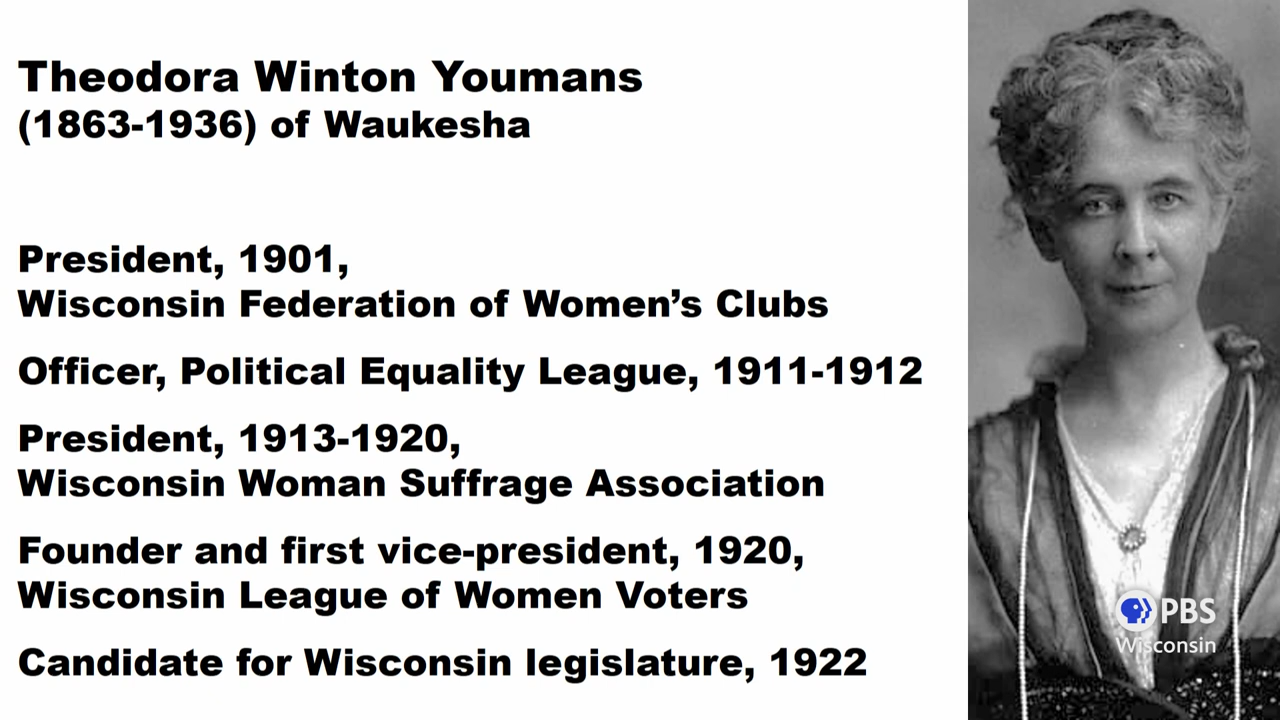 Theodora Winton Youmans
(1863-1936) of Waukesha
President, 1901,
Wisconsin Federation of Women’s Clubs
Officer, Political Equality League, 1911-1912
President, 1913-1920,
Wisconsin Woman Suffrage Association
Founder and first vice-president, 1920,
Wisconsin League of Women Voters
Candidate for Wisconsin legislature, 1922
PBS
Wisconsin